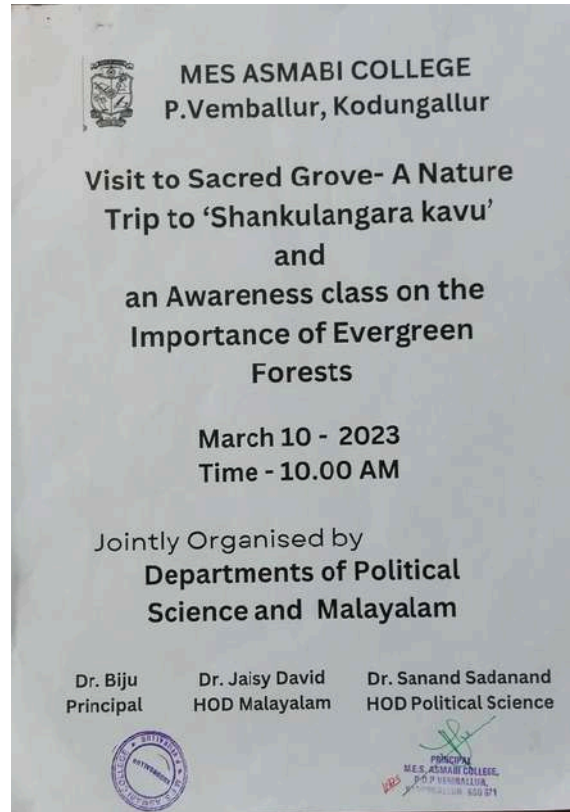 MES ASMABI COLLEGE
P.Vemballur, Kodungallur
Visit to Sacred Grove- A Nature
Trip to ‘Shankulangara kavu’
and
an Awareness class on the
Importance of Evergreen
Forests
March 10 - 2023
Time - 10.00 AM
Jointly Organised by
Departments of Political
Science and Malayalam
Dr. Biju
Principal
Dr. Jaisy David
HOD Malayalam
Dr. Sanand Sadanand
HOD Political Science
PRINCIPAL
M.E.S. ASMABI COLLEGE,
P.O.P VEMBALLUR,